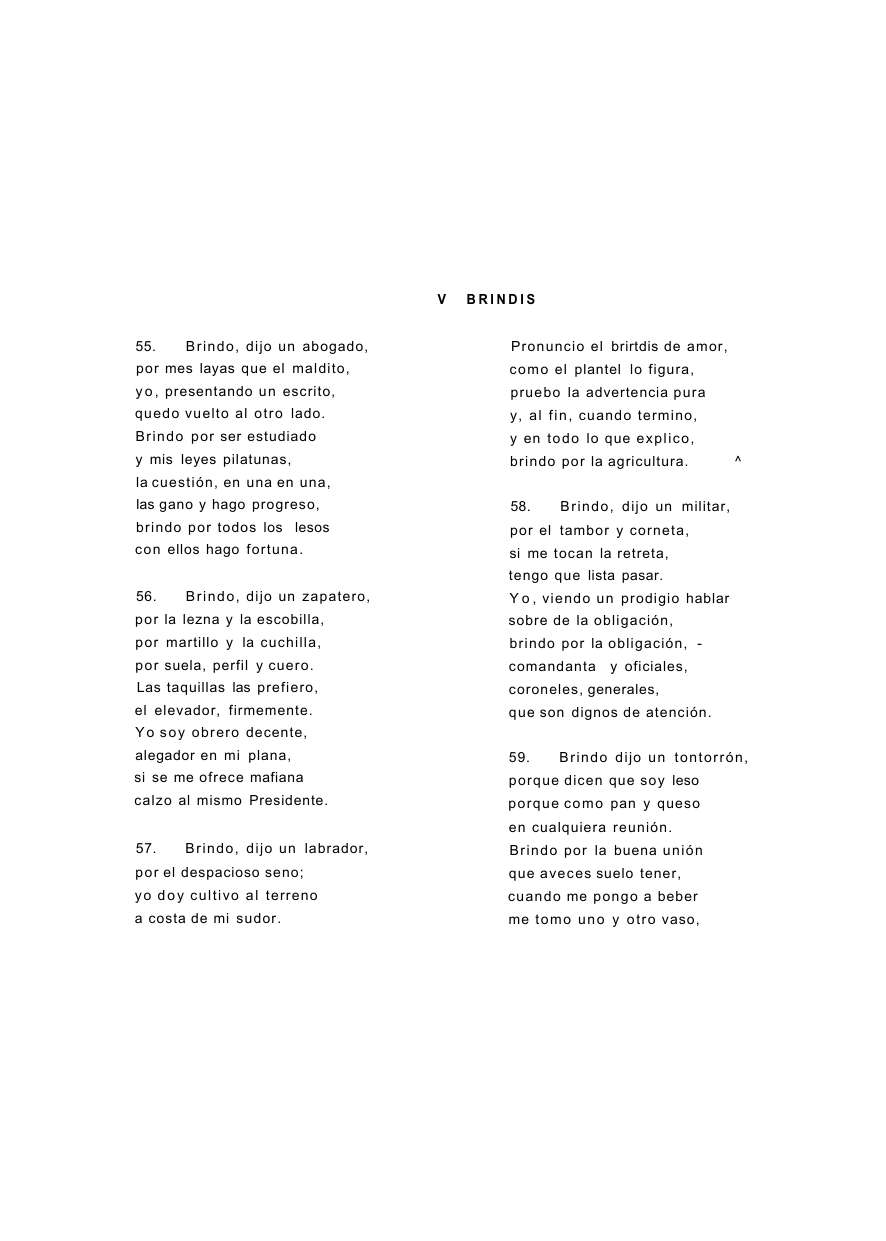 V BRINDIS
55. Brindo, dijo un abogado,
por mes layas que el maldito,
yo, presentando un escrito,
quedo vuelto al otro lado.
Brindo por ser estudiado
y mis leyes pilatunas,
la cuestión, en una en una,
las gano y hago progreso,
brindo por todos los lesos
con ellos hago fortuna.
56. Brindo, dijo un zapatero,
por la lezna y la escobilla,
por martillo y la cuchilla,
por suela, perfil y cuero.
Las taquillas las prefiero,
el elevador, firmemente.
Yo soy obrero decente,
alegador en mi plana,
si se me ofrece mafiana
calzo al mismo Presidente.
57. Brindo, dijo un labrador,
por el despacioso seno;
yo doy cultivo al terreno
a costa de mi sudor.
Pronuncio el brirtdis de amor,
como el plantel lo figura,
pruebo la advertencia pura
y, al fin, cuando termino,
y en todo lo que explico,
brindo por la agricultura. ^
58. Brindo, dijo un militar,
por el tambor y corneta,
si me tocan la retreta,
tengo que lista pasar.
Yo, viendo un prodigio hablar
sobre de la obligación,
brindo por la obligación, -
comandanta y oficiales,
coroneles, generales,
que son dignos de atención.
59. Brindo dijo un tontorrón,
porque dicen que soy leso
porque como pan y queso
en cualquiera reunión.
Brindo por la buena unión
que aveces suelo tener,
cuando me pongo a beber
me tomo uno y otro vaso,